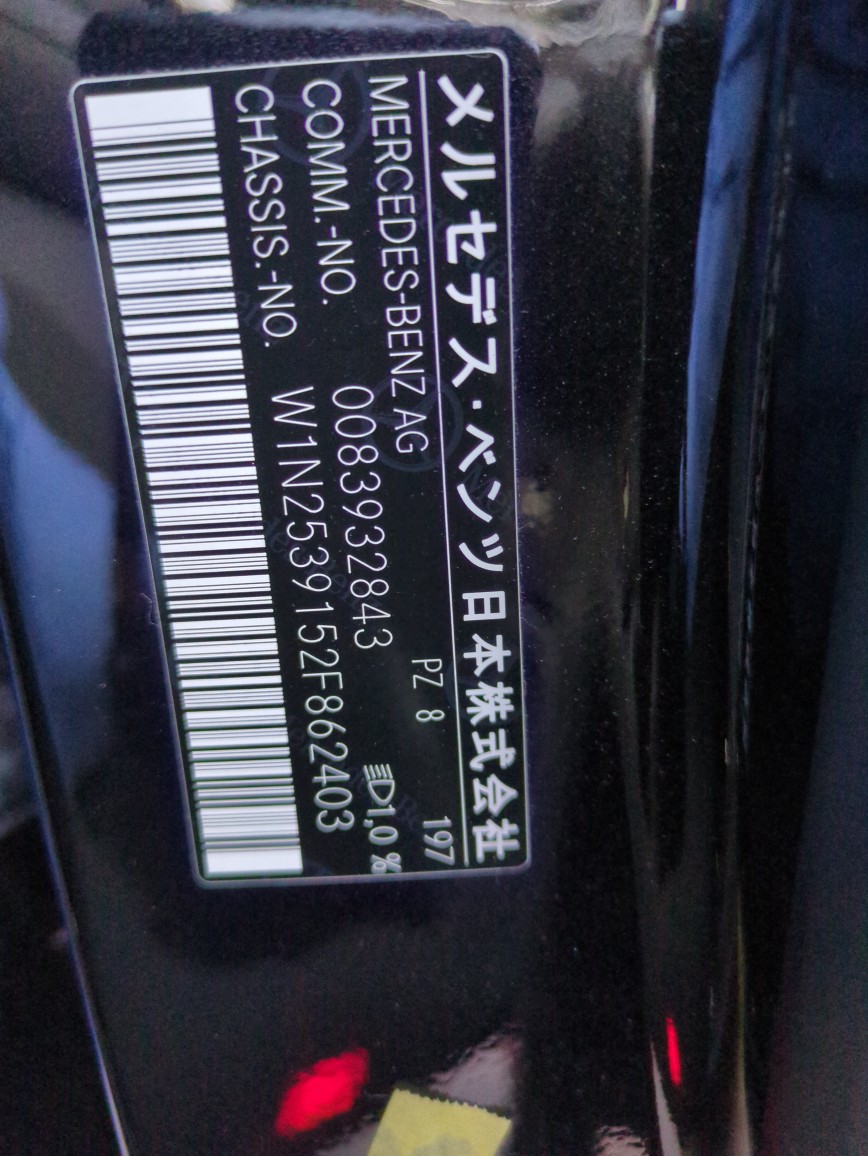 メルセデス・ベンツ日本株式会社
MERCEDES-BENZ AG PZ 8 197
COMM.-NO. 0083932843 1,0 %
CHASSIS.-NO. W1N2539152F862403